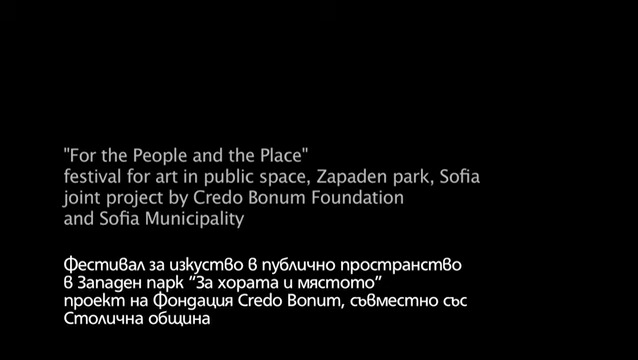 "For the People and the Place"
festival for art in public space, Zapaden park, Sofia
joint project by Credo Bonum Foundation
and Sofia Municipality
Фестивал за изкуство в публично пространство
в Западен парк “За хората и мястото”
проект на Фондация Credo Bonum, съвместно със
Столична община